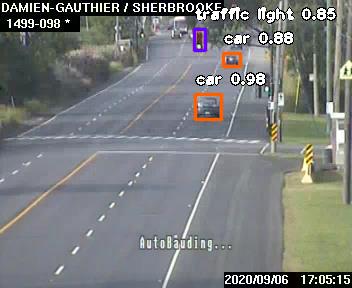 DAMIEN-GAUTHIER / SHERBROOKE
traffic light 0.85
1499-098 *
car 0.88
car 0.98
AutoBauding...
2020/09/06 17:05:15